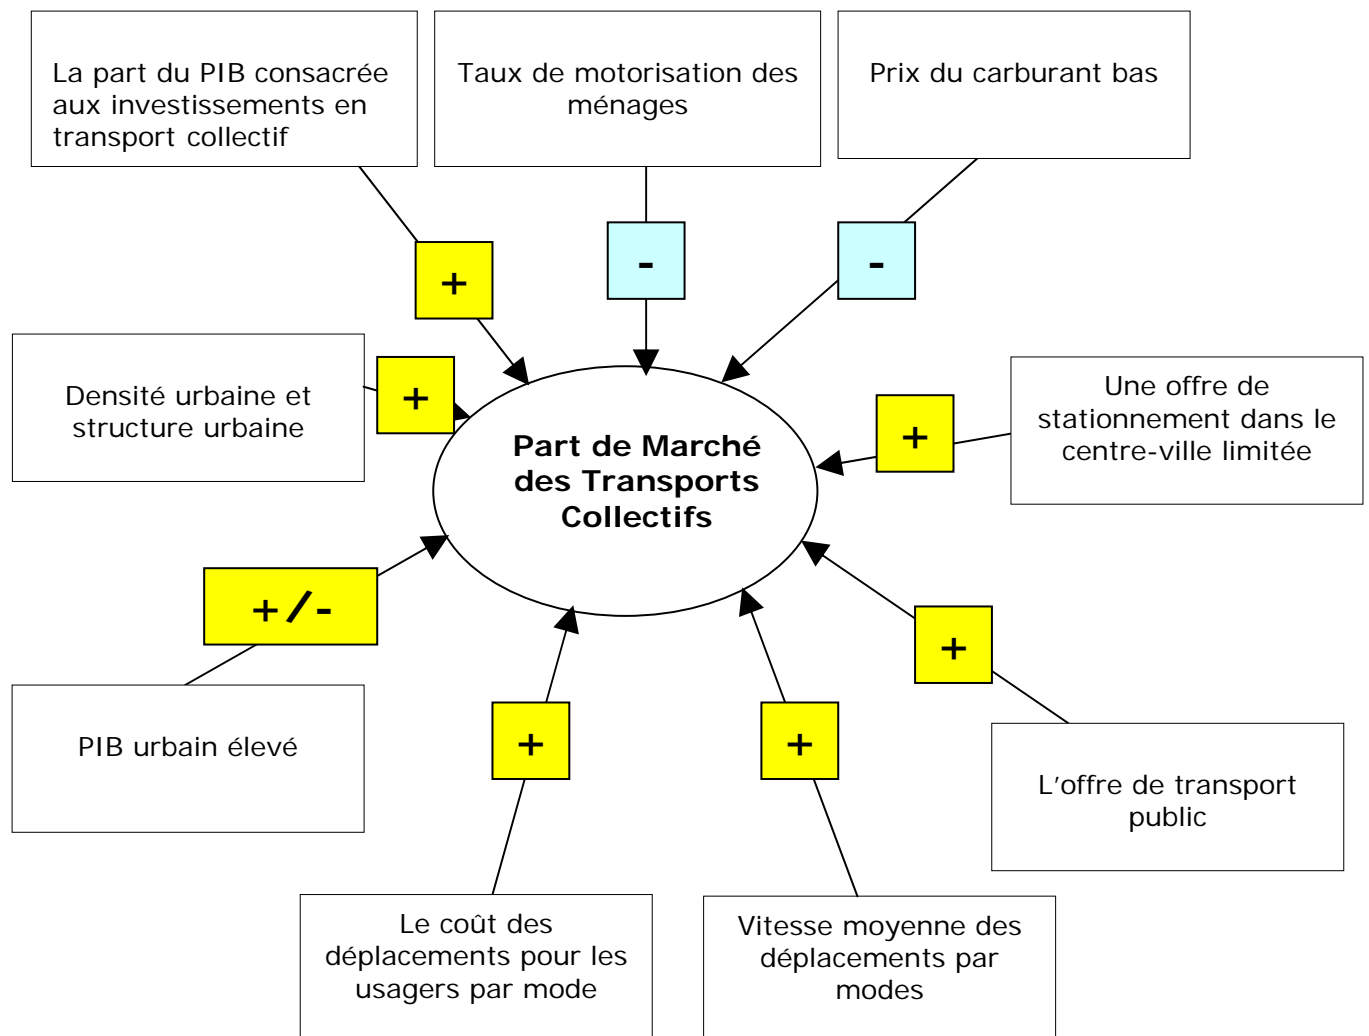 La part du PIB consacrée
aux investissements en
transport collectif
Taux de motorisation des
ménages
Prix du carburant bas
+
-
-
Densité urbaine et
structure urbaine
+
Part de Marché
des Transports
Collectifs
+
Une offre de
stationnement dans le
centre-ville limitée
+/-
PIB urbain élevé
+
+
+
L'offre de transport
public
Le coût des
déplacements pour les
usagers par mode
Vitesse moyenne des
déplacements par
modes